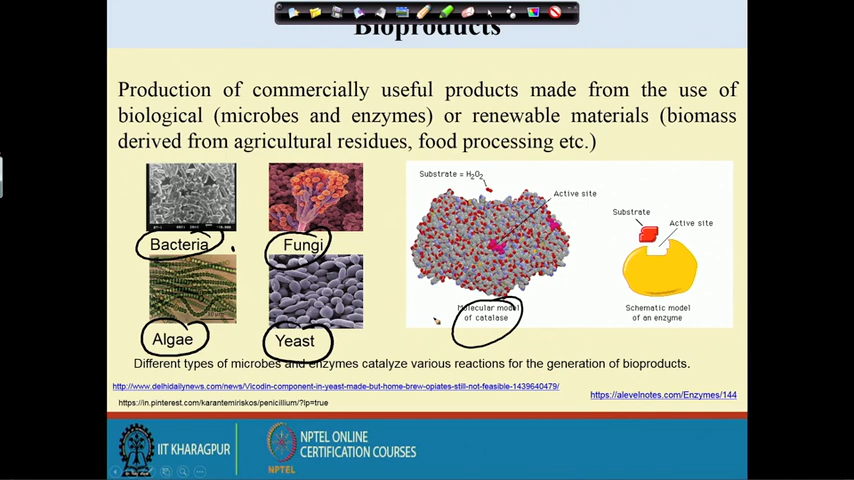 Bioproducts
Production of commercially useful products made from the use of
biological (microbes and enzymes) or renewable materials (biomass
derived from agricultural residues, food processing etc.)
Substrate = H₂O₂
Active site
Substrate
Active site
Bacteria
Fungi
Molecular model
of catalase
Schematic model
of an enzyme
Algae
Yeast
Different types of microbes and enzymes catalyze various reactions for the generation of bioproducts.
http://www.delhidailynews.com/news/Vicodin-component-in-yeast-made-but-home-brew-opiates-still-not-feasible-1439640479/
https://alevelnotes.com/Enzymes/144
https://in.pinterest.com/karantemiriskos/penicillium/?lp=true
IIT KHARAGPUR
NPTEL ONLINE
CERTIFICATION COURSES
NPTEL